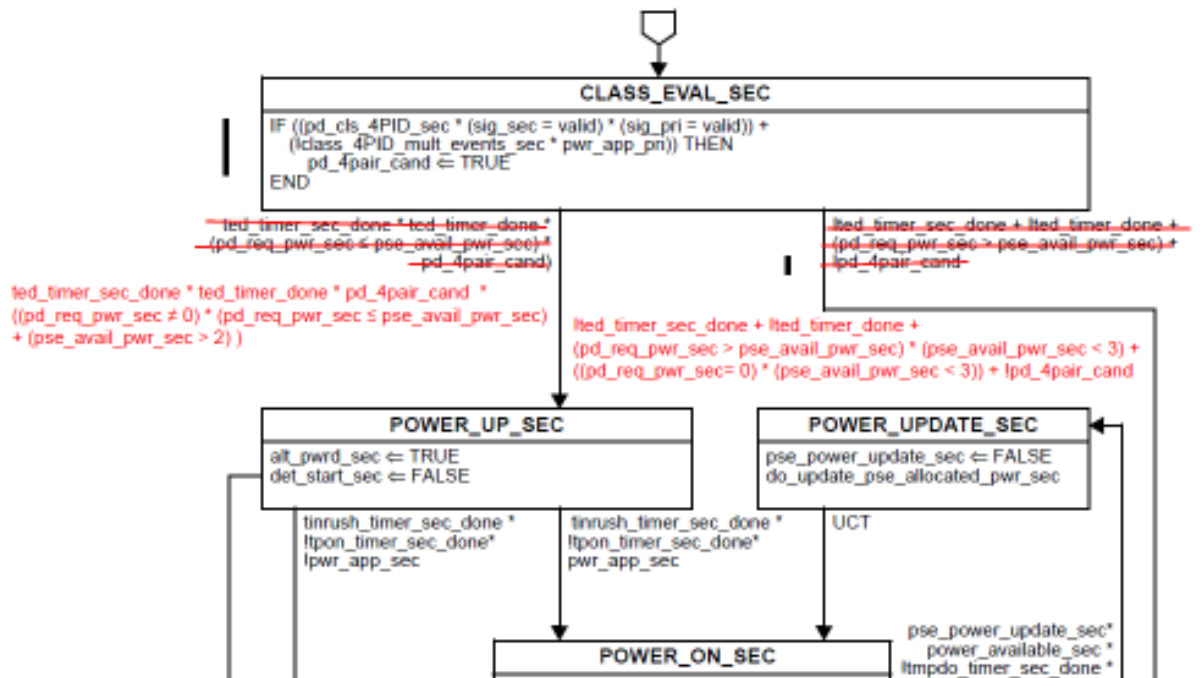 CLASS_EVAL_SEC
IF ((pd_cls_4PID_sec * (sig_sec = valid) * (sig_pri = valid)) +
(!class_4PID_mult_events_sec * pwr_app_pri)) THEN
pd_4pair_cand ⇐ TRUE
END
ted_timer_sec_done * ted_timer_done *
(pd_req_pwr_sec ≤ pse_avail_pwr_sec) *
pd_4pair_cand)
!ted_timer_sec_done + !ted_timer_done +
(pd_req_pwr_sec > pse_avail_pwr_sec) +
!pd_4pair_cand
ted_timer_sec_done * ted_timer_done * pd_4pair_cand *
((pd_req_pwr_sec ≠ 0) * (pd_req_pwr_sec ≤ pse_avail_pwr_sec)
+ (pse_avail_pwr_sec > 2) )
!ted_timer_sec_done + !ted_timer_done +
(pd_req_pwr_sec > pse_avail_pwr_sec) * (pse_avail_pwr_sec < 3) +
((pd_req_pwr_sec= 0) * (pse_avail_pwr_sec < 3)) + !pd_4pair_cand
POWER_UP_SEC
alt_pwrd_sec ⇐ TRUE
det_start_sec ⇐ FALSE
POWER_UPDATE_SEC
pse_power_update_sec ⇐ FALSE
do_update_pse_allocated_pwr_sec
tinrush_timer_sec_done *
!tpon_timer_sec_done*
!pwr_app_sec
tinrush_timer_sec_done *
!tpon_timer_sec_done*
pwr_app_sec
UCT
pse_power_update_sec*
power_available_sec *
!tmpdo_timer_sec_done *
POWER_ON_SEC